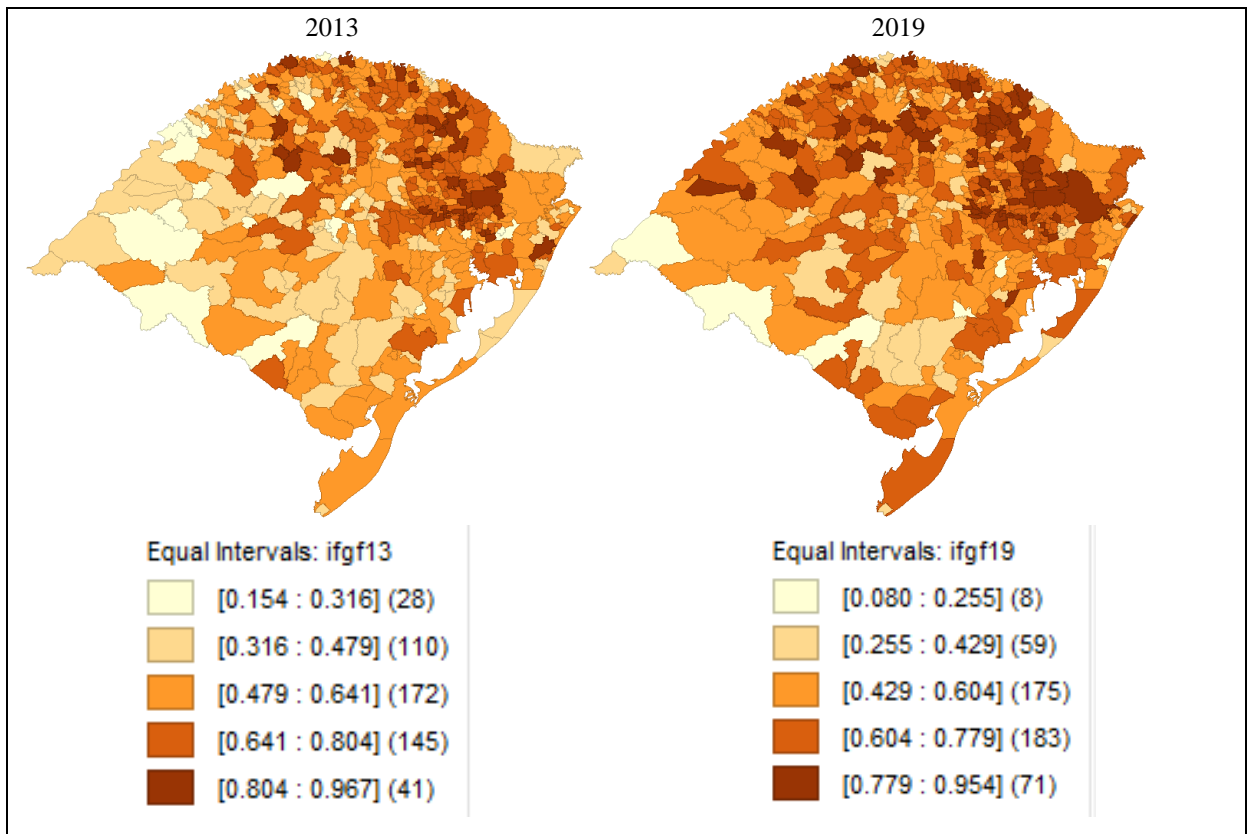 2013
2019
Equal Intervals: ifgf13
[0.154 : 0.316] (28)
[0.316 : 0.479] (110)
[0.479 : 0.641] (172)
[0.641 : 0.804] (145)
[0.804 : 0.967] (41)
Equal Intervals: ifgf19
[0.080 : 0.255] (8)
[0.255 : 0.429] (59)
[0.429 : 0.604] (175)
[0.604 : 0.779] (183)
[0.779 : 0.954] (71)